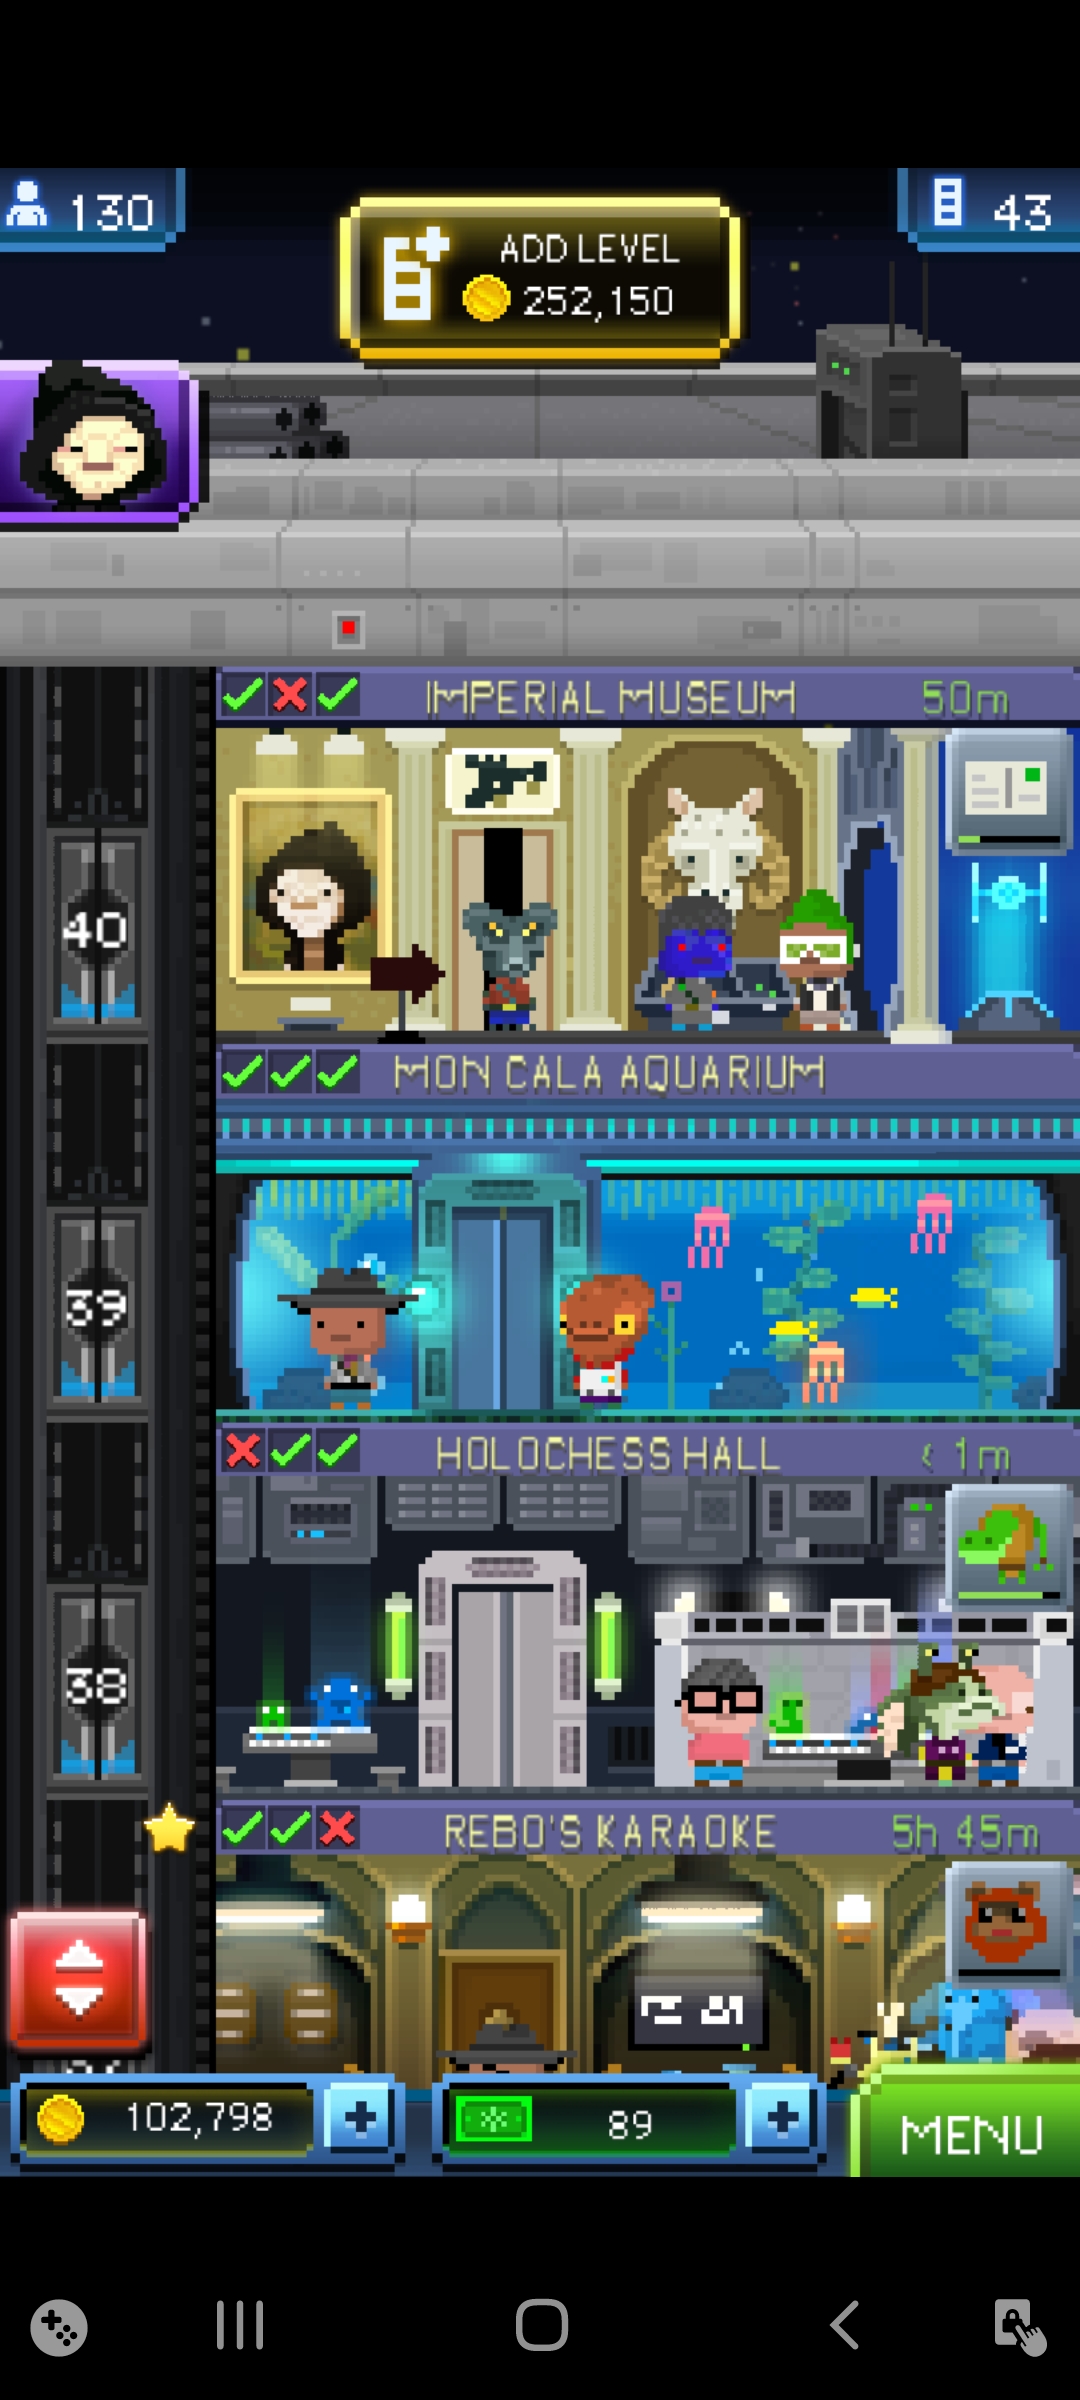 130
ADD LEVEL
252,150
43
IMPERIAL MUSEUM 50m
40
MON CALA AQUARIUM
39
HOLOCHESS HALL < 1m
38
REBO'S KARAOKE 5h 45m
102,798
89
MENU